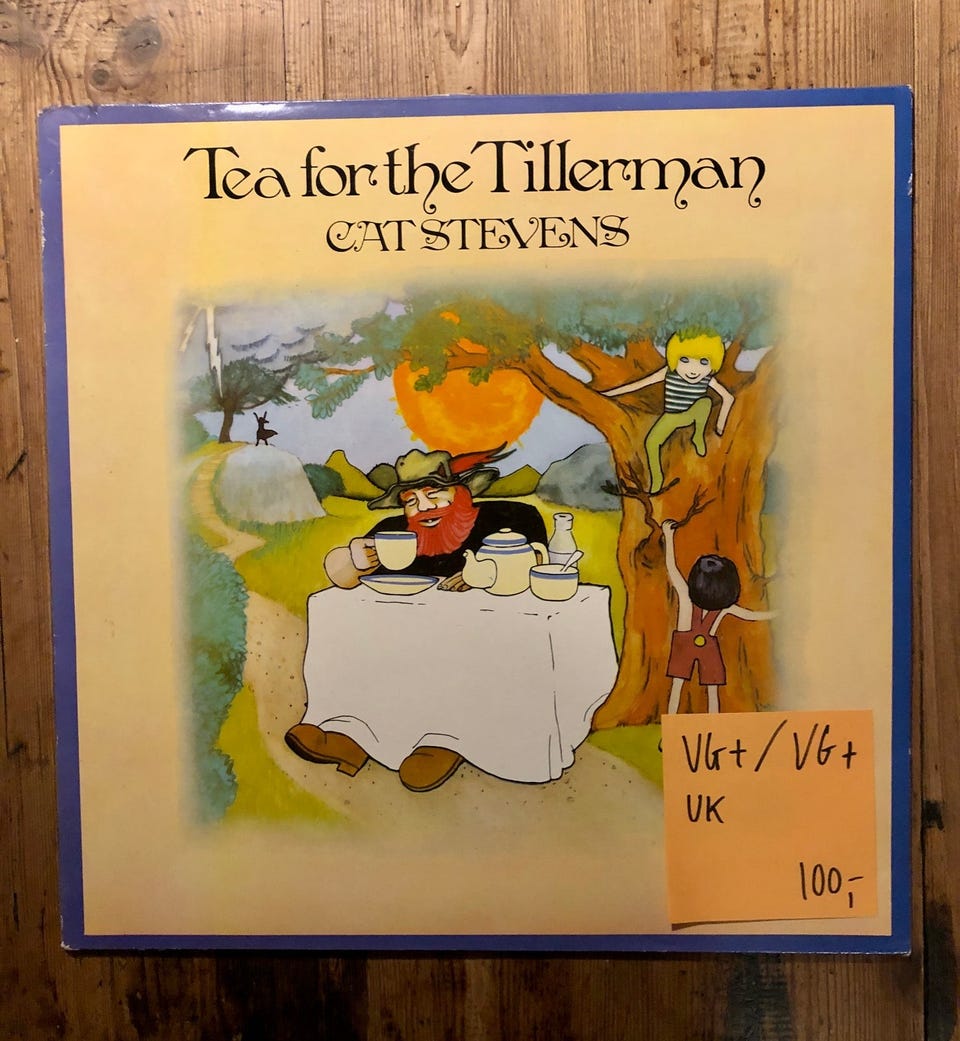 Tea for the Tillerman
CAT STEVENS
VG+/VG+
UK
100,-